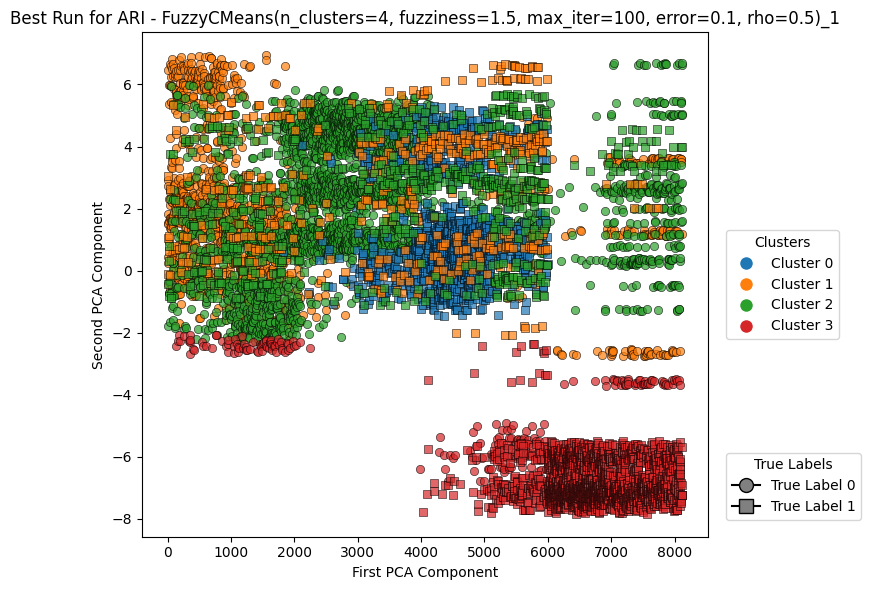 Best Run for ARI - FuzzyCMeans(n_clusters=4, fuzziness=1.5, max_iter=100, error=0.1, rho=0.5)_1
6
4
2
0
−2
−4
−6
−8
Second PCA Component
0 1000 2000 3000 4000 5000 6000 7000 8000
First PCA Component
Clusters
Cluster 0
Cluster 1
Cluster 2
Cluster 3
True Labels
True Label 0
True Label 1